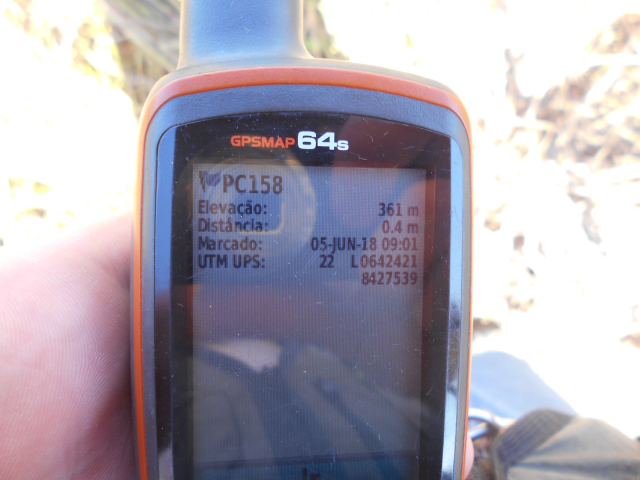 GPSMAP 64s
PC158
Elevação: 361 m
Distância: 0.4 m
Marcado: 05-JUN-18 09:01
UTM UPS: 22 L 0642421
8427539